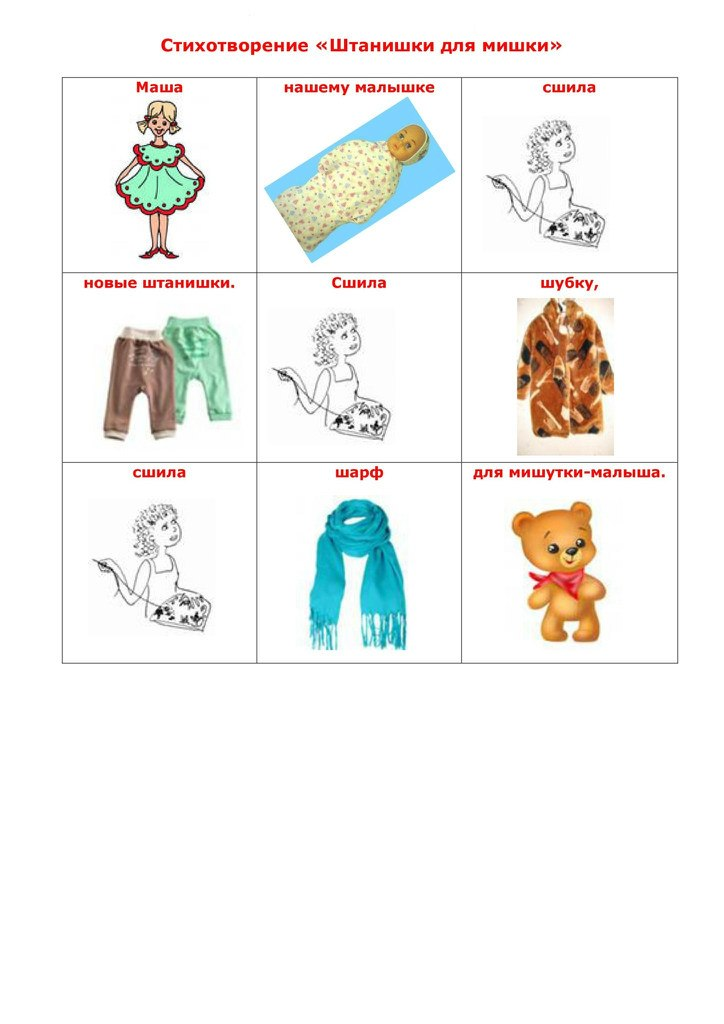 Стихотворение «Штанишки для мишки»
Маша
нашему малышке
сшила
новые штанишки.
Сшила
шубку,
сшила
шарф
для мишутки-малыша.